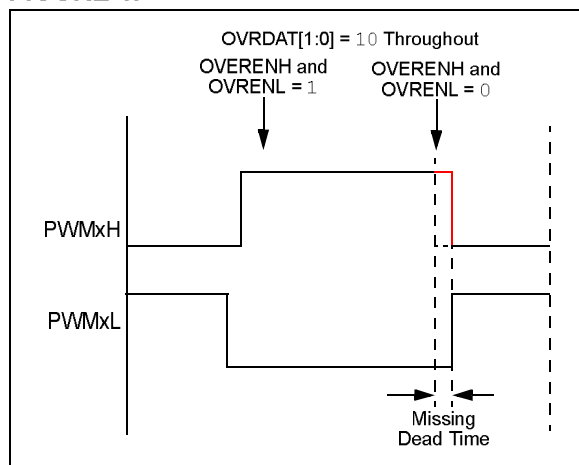 OVRDAT[1:0] = 10 Throughout
OVERENH and
OVRENL = 1
OVERENH and
OVRENL = 0
PWMxH
PWMxL
Missing
Dead Time